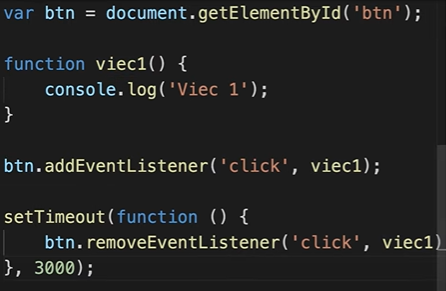 var btn = document.getElementById('btn');
function viec1() {
console.log('Viec 1');
}
btn.addEventListener('click', viec1);
setTimeout(function () {
btn.removeEventListener('click', viec1)
}, 3000);